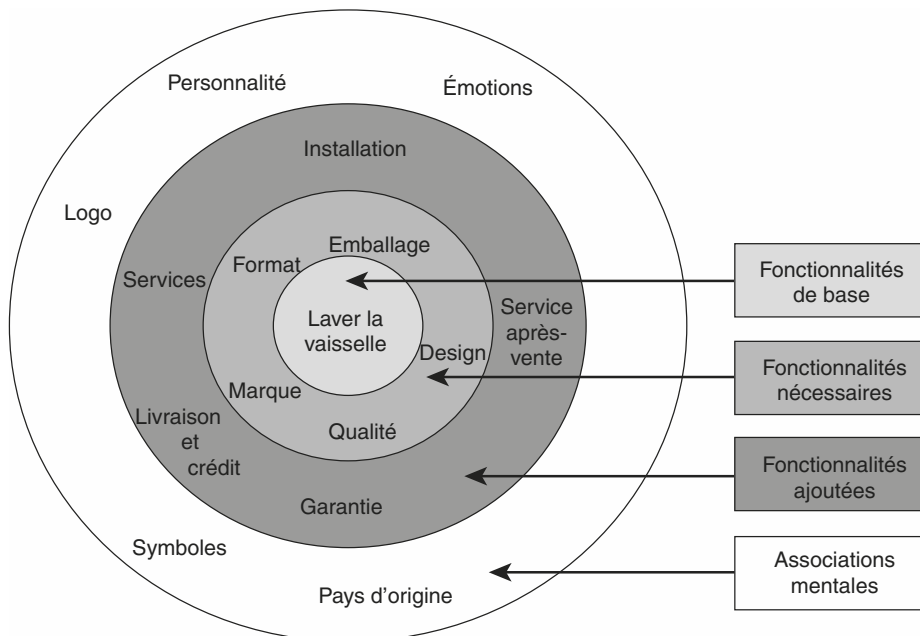 Personnalité
Émotions
Installation
Logo
Emballage
Format
Services
Laver la
vaisselle
Service
après-
vente
Design
Marque
Livraison
et
crédit
Qualité
Garantie
Symboles
Pays d'origine
Fonctionnalités
de base
Fonctionnalités
nécessaires
Fonctionnalités
ajoutées
Associations
mentales